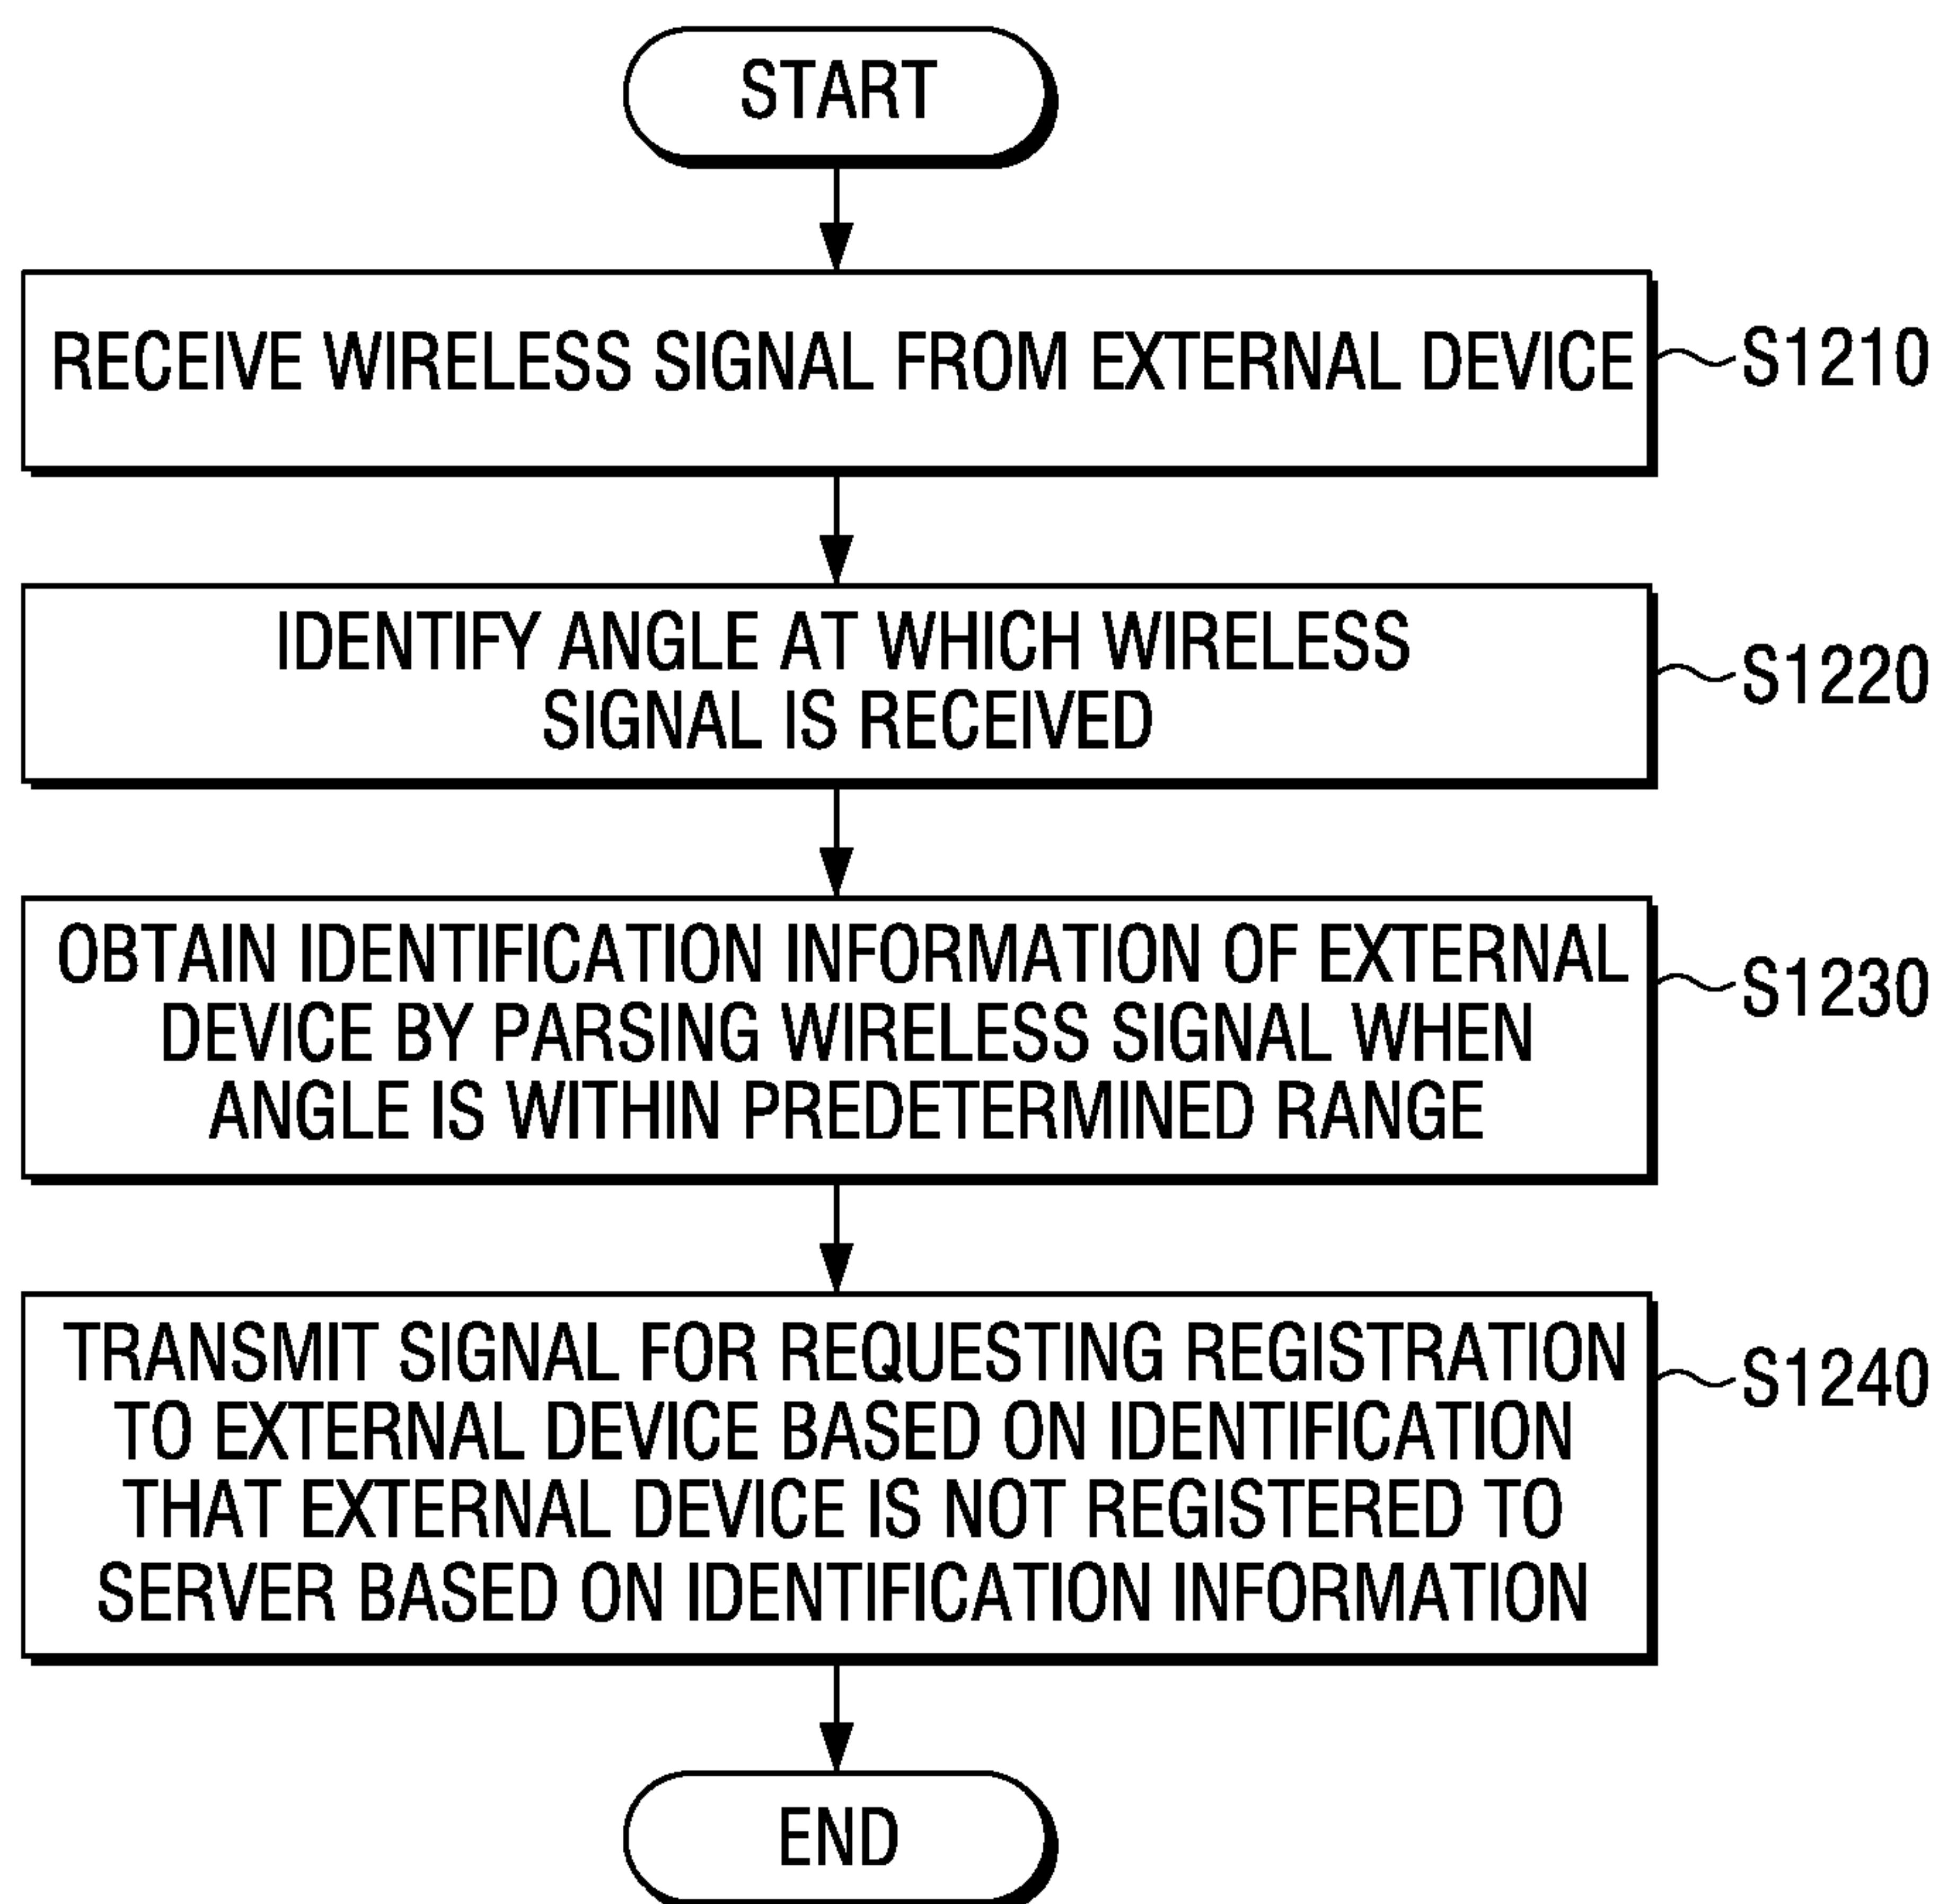 START
RECEIVE WIRELESS SIGNAL FROM EXTERNAL DEVICE
S1210
IDENTIFY ANGLE AT WHICH WIRELESS
SIGNAL IS RECEIVED
S1220
OBTAIN IDENTIFICATION INFORMATION OF EXTERNAL
DEVICE BY PARSING WIRELESS SIGNAL WHEN
ANGLE IS WITHIN PREDETERMINED RANGE
S1230
TRANSMIT SIGNAL FOR REQUESTING REGISTRATION
TO EXTERNAL DEVICE BASED ON IDENTIFICATION
THAT EXTERNAL DEVICE IS NOT REGISTERED TO
SERVER BASED ON IDENTIFICATION INFORMATION
S1240
END